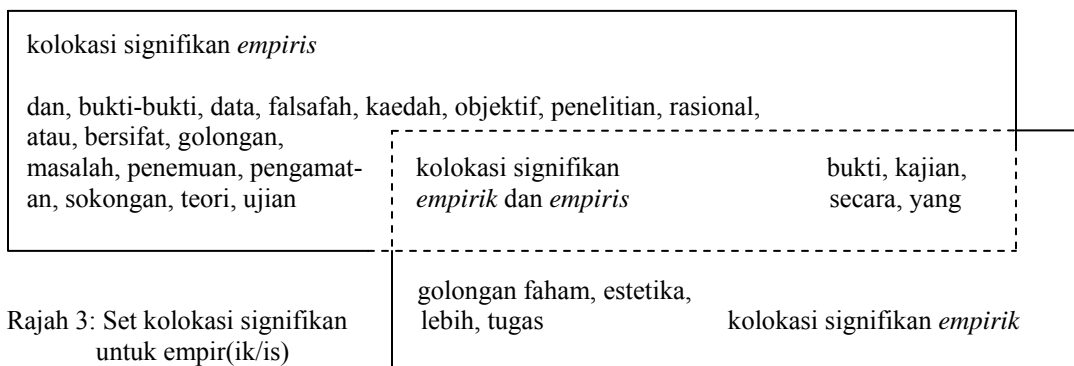 kolokasi signifikan empiris
dan, bukti-bukti, data, falsafah, kaedah, objektif, penelitian, rasional,
atau, bersifat, golongan,
masalah, penemuan, pengamat-
an, sokongan, teori, ujian
kolokasi signifikan
empirik dan empiris
bukti, kajian,
secara, yang
golongan faham, estetika,
lebih, tugas
kolokasi signifikan empirik
Rajah 3: Set kolokasi signifikan
untuk empir(ik/is)